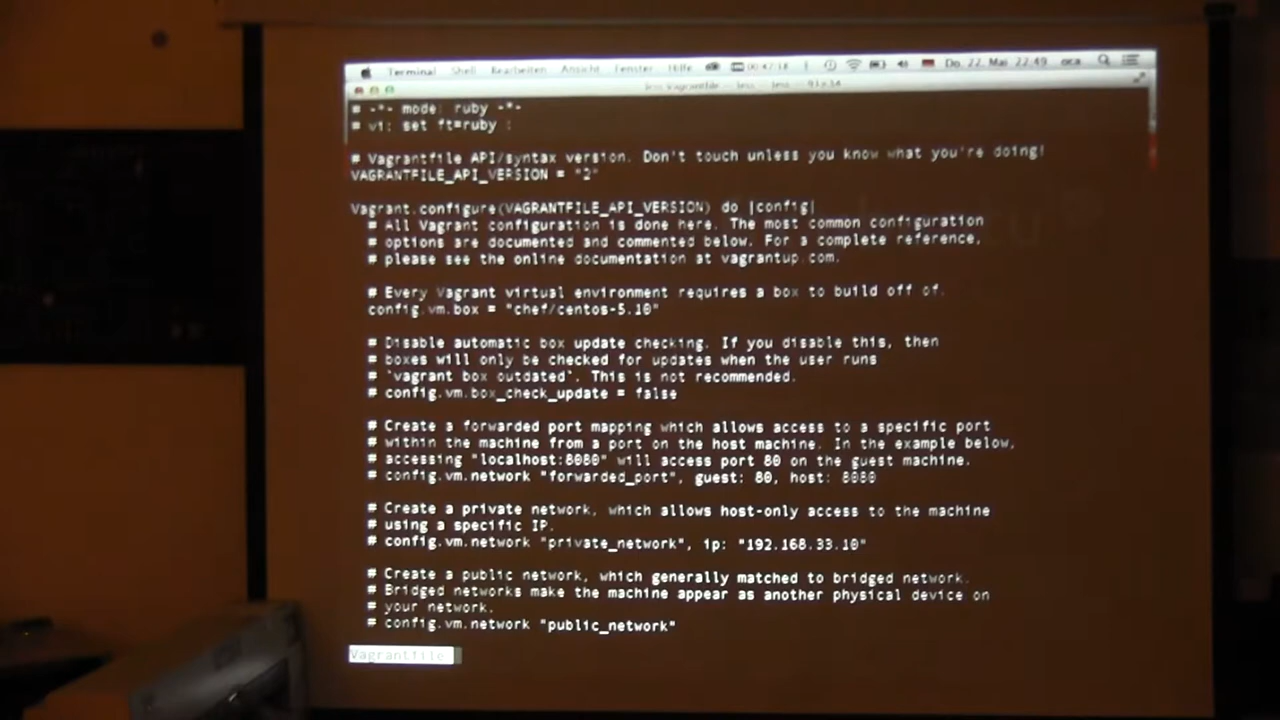 Terminal Shell Bearbeiten Ansicht Fenster Hilfe Do. 22. Mai 22:49 orca
# -*- mode: ruby -*-
# vi: set ft=ruby :
# Vagrantfile API/syntax version. Don't touch unless you know what you're doing!
VAGRANTFILE_API_VERSION = "2"
Vagrant.configure(VAGRANTFILE_API_VERSION) do |config|
# All Vagrant configuration is done here. The most common configuration
# options are documented and commented below. For a complete reference,
# please see the online documentation at vagrantup.com.
# Every Vagrant virtual environment requires a box to build off of.
config.vm.box = "chef/centos-5.10"
# Disable automatic box update checking. If you disable this, then
# boxes will only be checked for updates when the user runs
# `vagrant box outdated`. This is not recommended.
# config.vm.box_check_update = false
# Create a forwarded port mapping which allows access to a specific port
# within the machine from a port on the host machine. In the example below,
# accessing "localhost:8080" will access port 80 on the guest machine.
# config.vm.network "forwarded_port", guest: 80, host: 8080
# Create a private network, which allows host-only access to the machine
# using a specific IP.
# config.vm.network "private_network", ip: "192.168.33.10"
# Create a public network, which generally matched to bridged network.
# Bridged networks make the machine appear as another physical device on
# your network.
# config.vm.network "public_network"
Vagrantfile